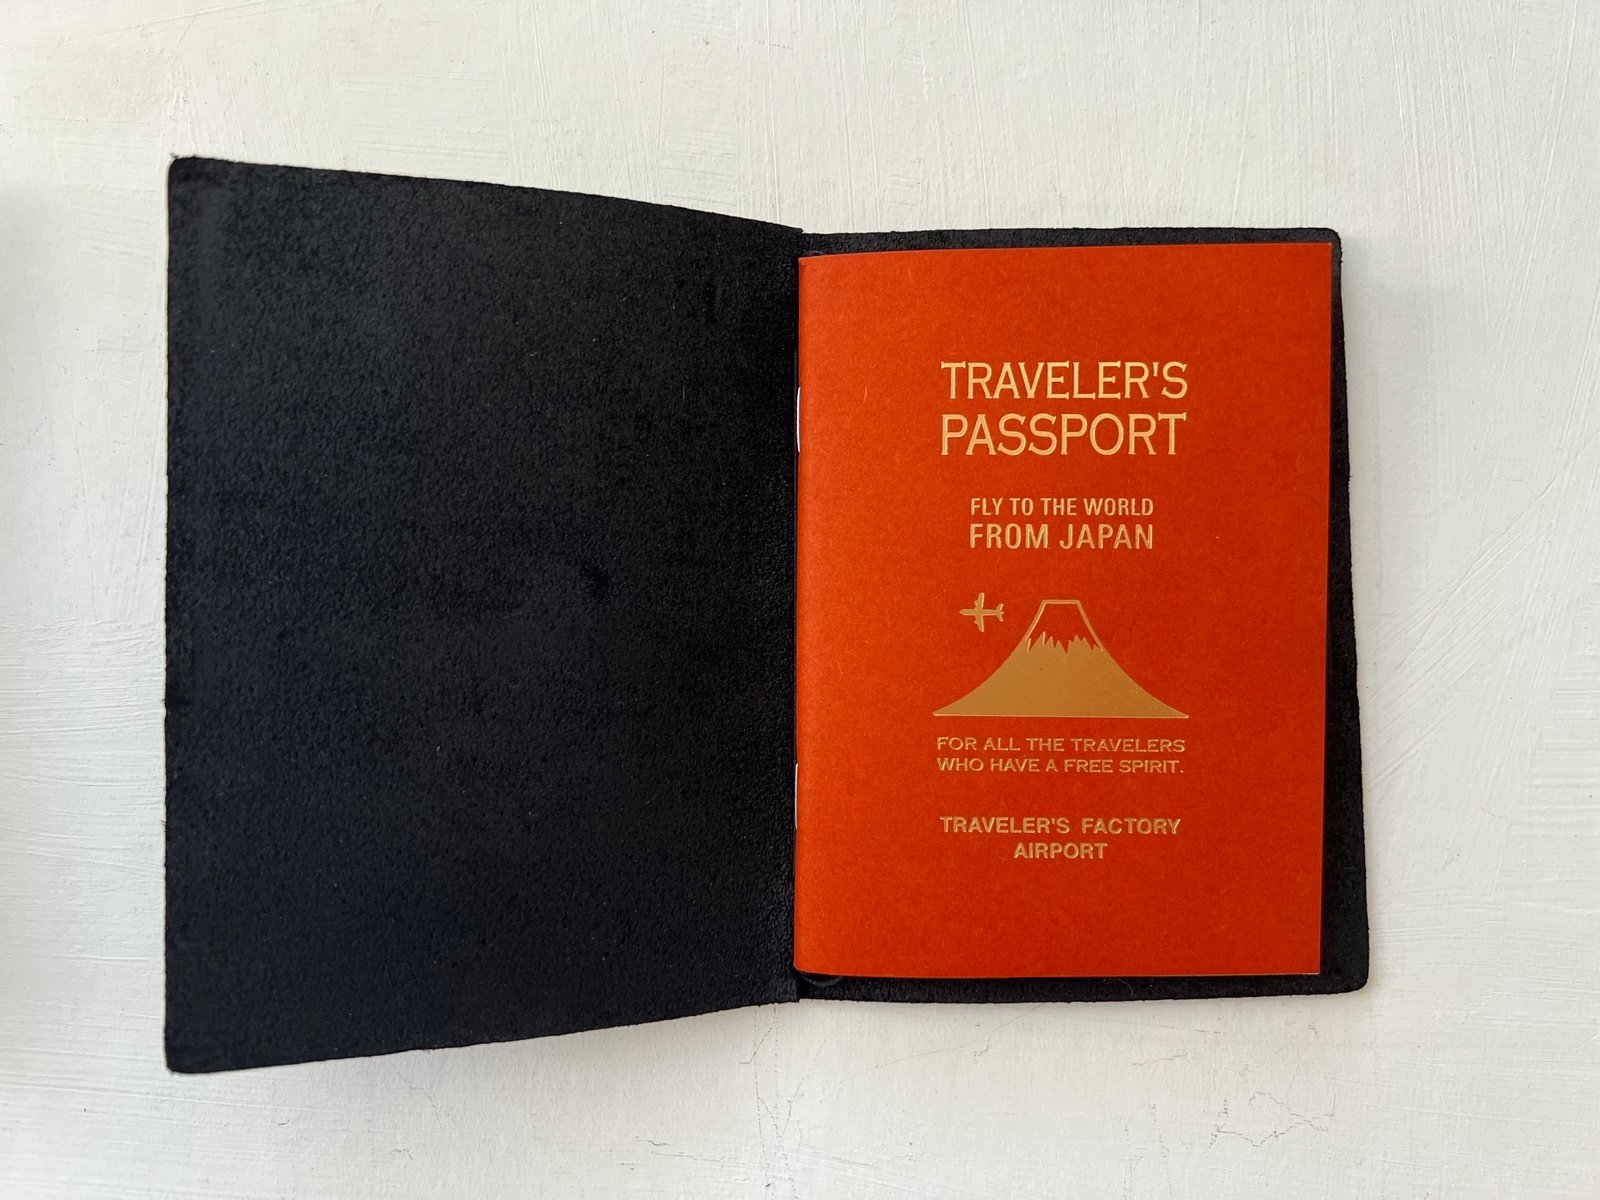 TRAVELER'S
PASSPORT
FLY TO THE WORLD
FROM JAPAN
FOR ALL THE TRAVELERS
WHO HAVE A FREE SPIRIT.
TRAVELER'S FACTORY
AIRPORT